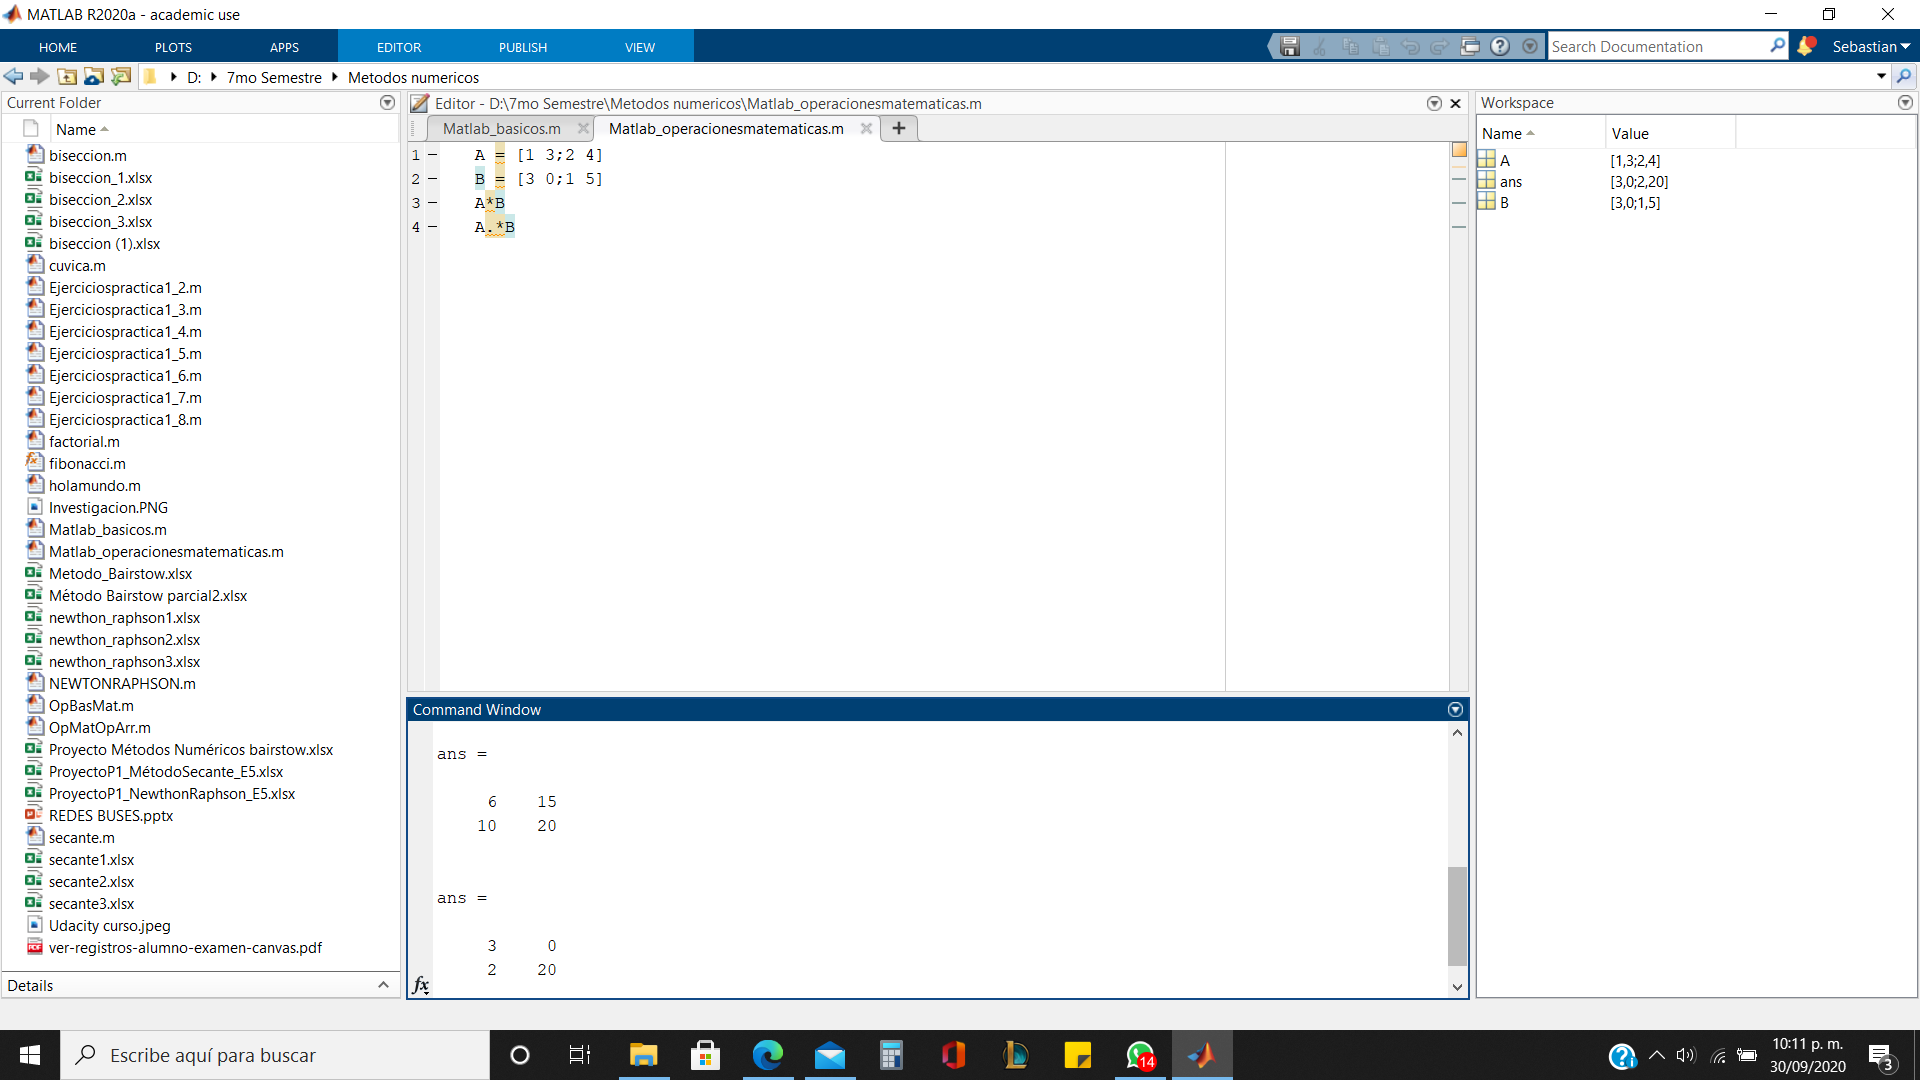 MATLAB R2020a - academic use
HOME PLOTS APPS EDITOR PUBLISH VIEW
Search Documentation
Sebastian
D: 7mo Semestre Metodos numericos
Current Folder
Name
biseccion.m
biseccion_1.xlsx
biseccion_2.xlsx
biseccion_3.xlsx
biseccion (1).xlsx
cuvica.m
Ejerciciospractica1_2.m
Ejerciciospractica1_3.m
Ejerciciospractica1_4.m
Ejerciciospractica1_5.m
Ejerciciospractica1_6.m
Ejerciciospractica1_7.m
Ejerciciospractica1_8.m
factorial.m
fibonacci.m
holamundo.m
Investigacion.PNG
Matlab_basicos.m
Matlab_operacionesmatematicas.m
Metodo_Bairstow.xlsx
Método Bairstow parcial2.xlsx
newthon_raphson1.xlsx
newthon_raphson2.xlsx
newthon_raphson3.xlsx
NEWTONRAPHSON.m
OpBasMat.m
OpMatOpArr.m
Proyecto Métodos Numéricos bairstow.xlsx
ProyectoP1_MétodoSecante_E5.xlsx
ProyectoP1_NewthonRaphson_E5.xlsx
REDES BUSES.pptx
secante.m
secante1.xlsx
secante2.xlsx
secante3.xlsx
Udacity curso.jpeg
ver-registros-alumno-examen-canvas.pdf
Details
Editor - D:\7mo Semestre\Metodos numericos\Matlab_operacionesmatematicas.m
Matlab_basicos.m Matlab_operacionesmatematicas.m +
1 — A = [1 3;2 4]
2 — B = [3 0;1 5]
3 — A*B
4 — A.*B
Command Window
ans =
6 15
10 20
ans =
3 0
2 20
fx
Workspace
Name Value
A [1,3;2,4]
ans [3,0;2,20]
B [3,0;1,5]
Escribe aquí para buscar
14
10:11 p. m.
30/09/2020
3